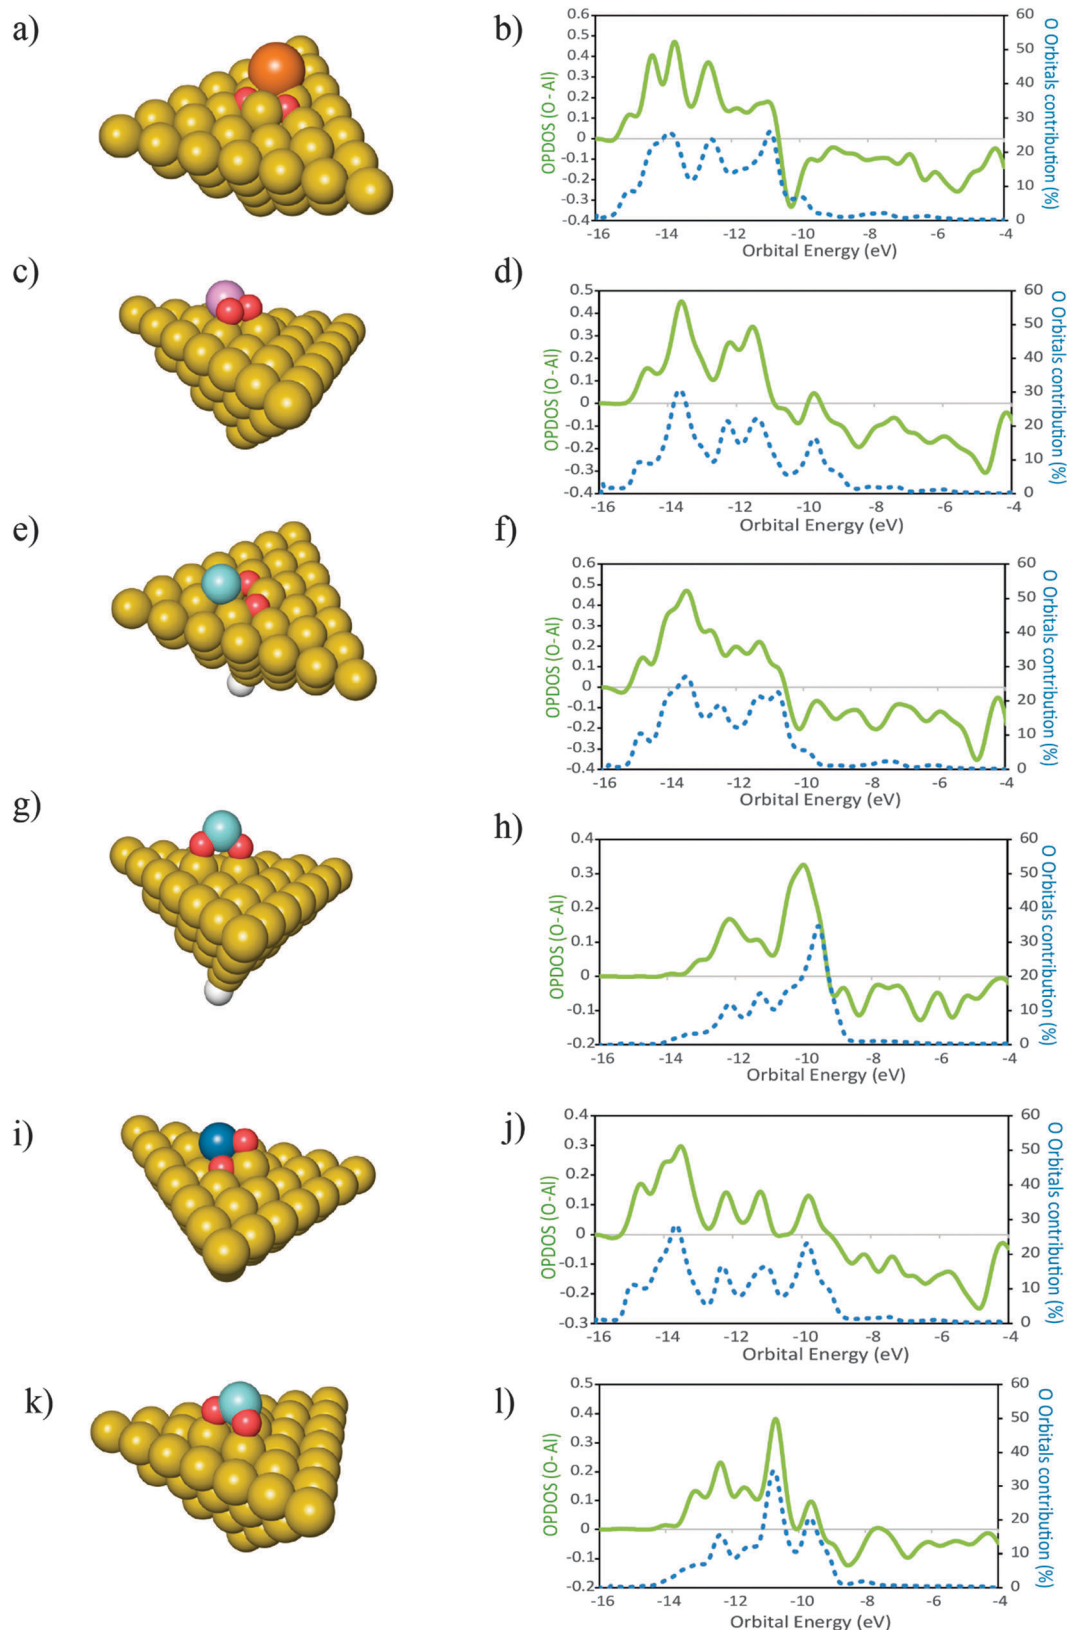 a)
b)
0.6
0.5
0.4
0.3
0.2
0.1
0
-0.1
-0.2
-0.3
-0.4
OPDOS (O - Al)
60
50
40
30
20
10
0
O Orbitals contribution (%)
-16 -14 -12 -10 -8 -6 -4
Orbital Energy (eV)
c)
d)
0.5
0.4
0.3
0.2
0.1
0
-0.1
-0.2
-0.3
-0.4
OPDOS (O - Al)
60
50
40
30
20
10
0
O Orbitals contribution (%)
-16 -14 -12 -10 -8 -6 -4
Orbital Energy (eV)
e)
f)
0.6
0.5
0.4
0.3
0.2
0.1
0
-0.1
-0.2
-0.3
-0.4
OPDOS (O - Al)
60
50
40
30
20
10
0
O Orbitals contribution (%)
-16 -14 -12 -10 -8 -6 -4
Orbital Energy (eV)
g)
h)
0.4
0.3
0.2
0.1
0
-0.1
-0.2
OPDOS (O - Al)
60
50
40
30
20
10
0
O Orbitals contribution (%)
-16 -14 -12 -10 -8 -6 -4
Orbital Energy (eV)
i)
j)
0.4
0.3
0.2
0.1
0
-0.1
-0.2
-0.3
OPDOS (O - Al)
60
50
40
30
20
10
0
O Orbitals contribution (%)
-16 -14 -12 -10 -8 -6 -4
Orbital Energy (eV)
k)
l)
0.5
0.4
0.3
0.2
0.1
0
-0.1
-0.2
OPDOS (O - Al)
60
50
40
30
20
10
0
O Orbitals contribution (%)
-16 -14 -12 -10 -8 -6 -4
Orbital Energy (eV)